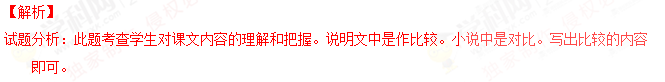 【解析】
试题分析：此题考查学生对课文内容的理解和把握。说明文中是作比较。小说中是对比。写出比较的内容
即可。